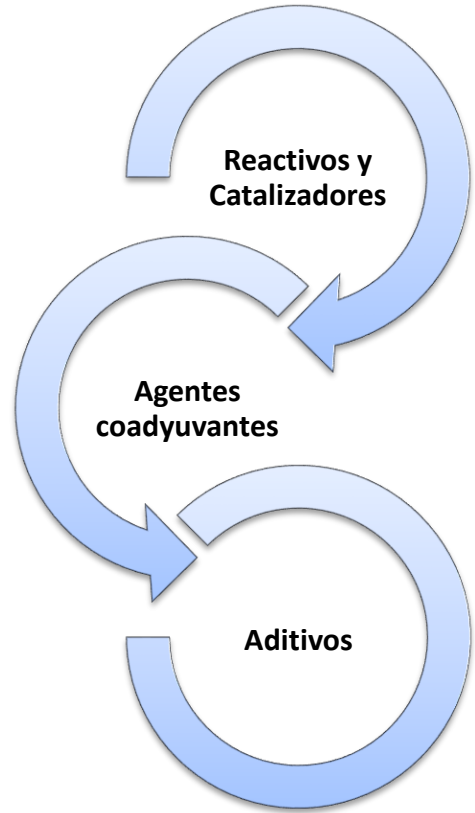 Reactivos y
Catalizadores
Agentes
coadyuvantes
Aditivos